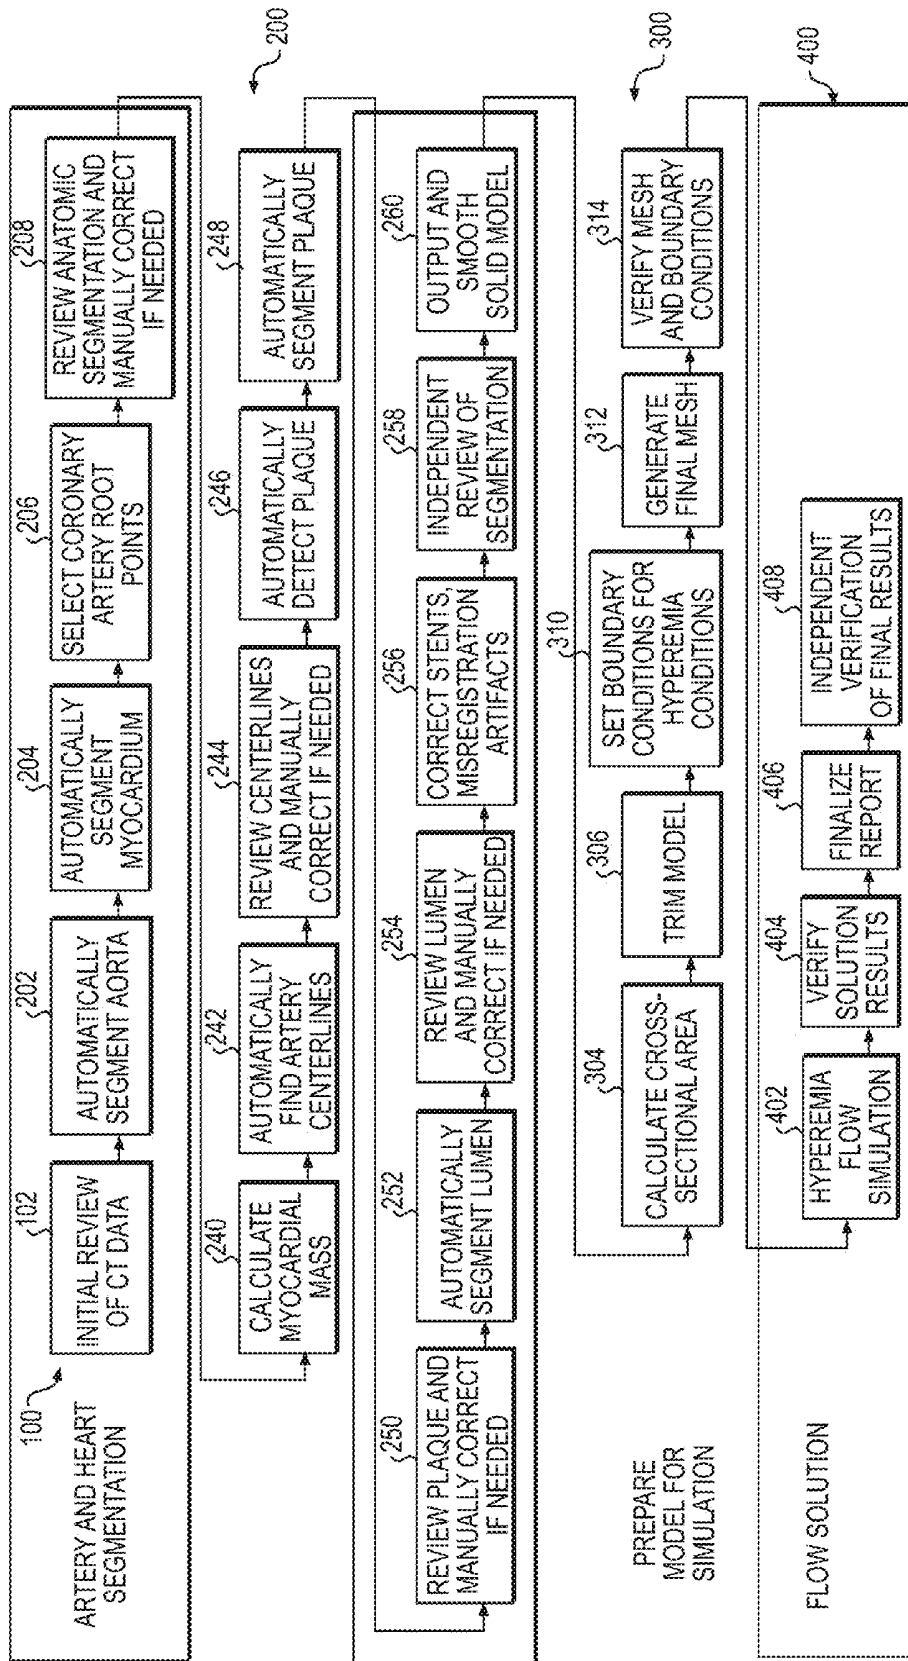 ARTERY AND HEART
SEGMENTATION
100
102
INITIAL REVIEW
OF CT DATA
202
AUTOMATICALLY
SEGMENT AORTA
204
AUTOMATICALLY
SEGMENT
MYOCARDIUM
206
SELECT CORONARY
ARTERY ROOT
POINTS
208
REVIEW ANATOMIC
SEGMENTATION AND
MANUALLY CORRECT
IF NEEDED
200
240
CALCULATE
MYOCARDIAL
MASS
242
AUTOMATICALLY
FIND ARTERY
CENTERLINES
244
REVIEW CENTERLINES
AND MANUALLY
CORRECT IF NEEDED
246
AUTOMATICALLY
DETECT PLAQUE
248
AUTOMATICALLY
SEGMENT PLAQUE
250
REVIEW PLAQUE AND
MANUALLY CORRECT
IF NEEDED
252
AUTOMATICALLY
SEGMENT LUMEN
254
REVIEW LUMEN
AND MANUALLY
CORRECT IF NEEDED
256
CORRECT STENTS,
MISREGISTRATION
ARTIFACTS
258
INDEPENDENT
REVIEW OF
SEGMENTATION
260
OUTPUT AND
SMOOTH
SOLID MODEL
PREPARE
MODEL FOR
SIMULATION
300
304
CALCULATE CROSS-
SECTIONAL AREA
306
TRIM MODEL
310
SET BOUNDARY
CONDITIONS FOR
HYPEREMIA
CONDITIONS
312
GENERATE
FINAL MESH
314
VERIFY MESH
AND BOUNDARY
CONDITIONS
FLOW SOLUTION
400
402
HYPEREMIA
FLOW
SIMULATION
404
VERIFY
SOLUTION
RESULTS
406
FINALIZE
REPORT
408
INDEPENDENT
VERIFICATION
OF FINAL RESULTS